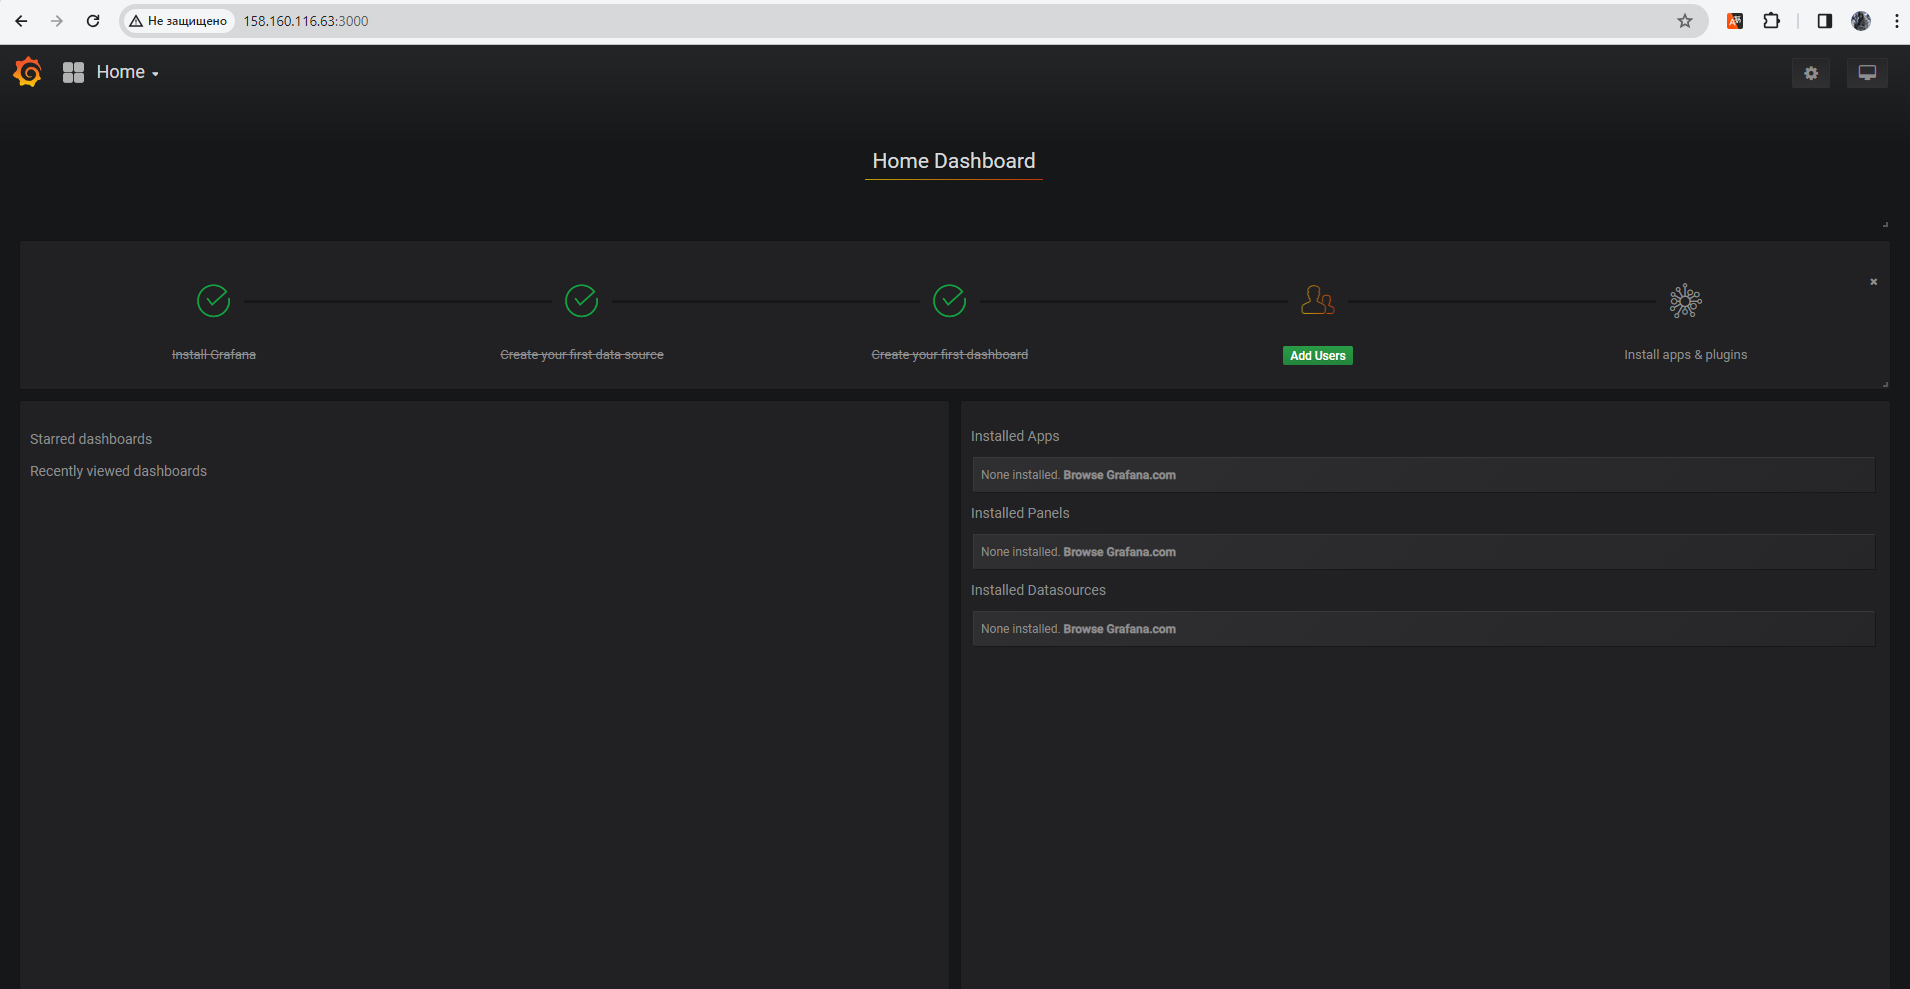 Не защищено 158.160.116.63:3000
Home
Home Dashboard
Install Grafana
Create your first data source
Create your first dashboard
Add Users
Install apps & plugins
Starred dashboards
Recently viewed dashboards
Installed Apps
None installed. Browse Grafana.com
Installed Panels
None installed. Browse Grafana.com
Installed Datasources
None installed. Browse Grafana.com